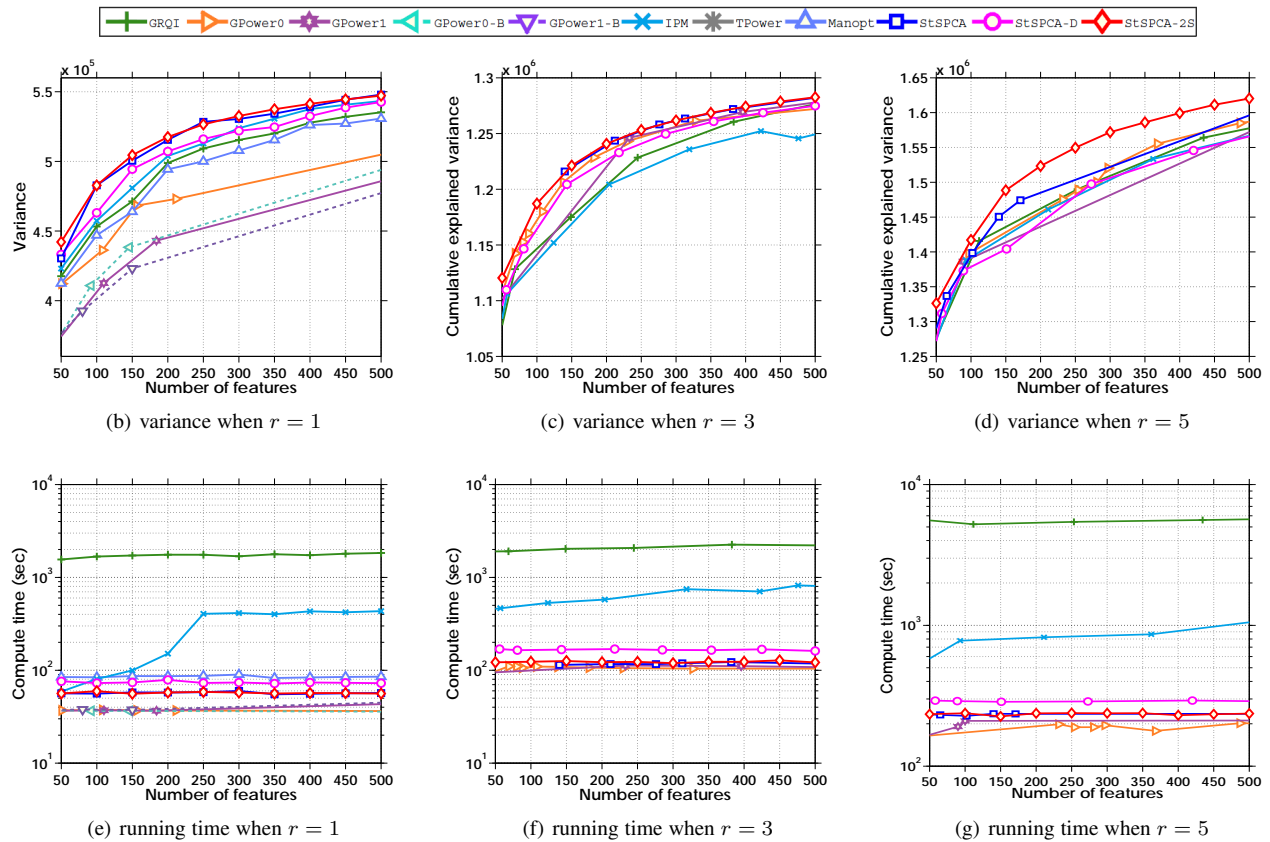 GRQI GPower0 GPower1 GPower0-B GPower1-B IPM TPower Manopt StSPCA StSPCA-D StSPCA-2S
x 10^5
5.5
5
4.5
4
Variance
50 100 150 200 250 300 350 400 450 500
Number of features
(b) variance when r = 1
x 10^6
1.3
1.25
1.2
1.15
1.1
1.05
Cumulative explained variance
50 100 150 200 250 300 350 400 450 500
Number of features
(c) variance when r = 3
x 10^6
1.65
1.6
1.55
1.5
1.45
1.4
1.35
1.3
1.25
Cumulative explained variance
50 100 150 200 250 300 350 400 450 500
Number of features
(d) variance when r = 5
10^4
10^3
10^2
10^1
Compute time (sec)
50 100 150 200 250 300 350 400 450 500
Number of features
(e) running time when r = 1
10^4
10^3
10^2
10^1
Compute time (sec)
50 100 150 200 250 300 350 400 450 500
Number of features
(f) running time when r = 3
10^4
10^3
10^2
Compute time (sec)
50 100 150 200 250 300 350 400 450 500
Number of features
(g) running time when r = 5